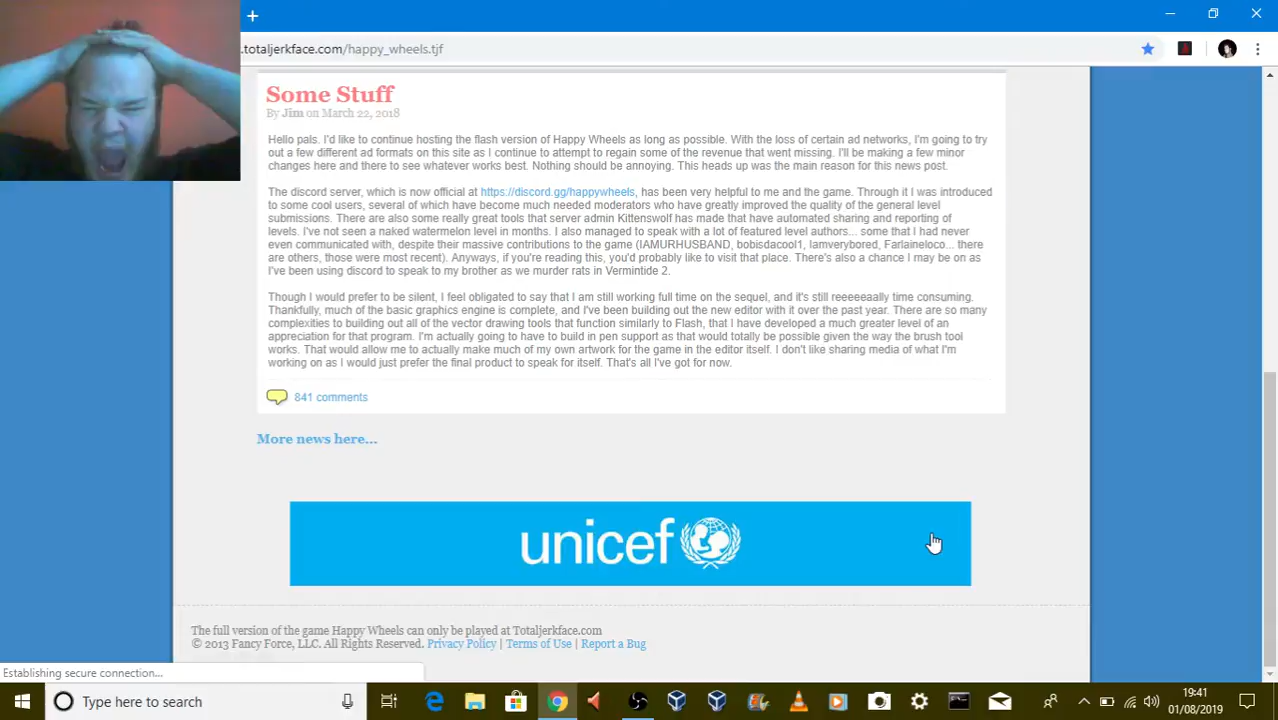 .totaljerkface.com/happy_wheels.tjf
Some Stuff
By Jim on March 22, 2018
Hello pals. I'd like to continue hosting the flash version of Happy Wheels as long as possible. With the loss of certain ad networks, I'm going to try
out a few different ad formats on this site as I continue to attempt to regain some of the revenue that went missing. I'll be making a few minor
changes here and there to see whatever works best. Nothing should be annoying. This heads up was the main reason for this news post.
The discord server, which is now official at https://discord.gg/happywheels, has been very helpful to me and the game. Through it I was introduced
to some cool users, several of which have become much needed moderators who have greatly improved the quality of the general level
submissions. There are also some really great tools that server admin Kittenswolf has made that have automated sharing and reporting of
levels. I've not seen a naked watermelon level in months. I also managed to speak with a lot of featured level authors... some that I had never
even communicated with, despite their massive contributions to the game (IAMURHUSBAND, bobisdacool1, Iamverybored, Farlaineloco... there
are others, those were most recent). Anyways, if you're reading this, you'd probably like to visit that place. There's also a chance I may be on as
I've been using discord to speak to my brother as we murder rats in Vermintide 2.
Though I would prefer to be silent, I feel obligated to say that I am still working full time on the sequel, and it's still reeeeeaally time consuming.
Thankfully, much of the basic graphics engine is complete, and I've been building out the new editor with it over the past year. There are so many
complexities to building out all of the vector drawing tools that function similarly to Flash, that I have developed a much greater level of an
appreciation for that program. I'm actually going to have to build in pen support as that would totally be possible given the way the brush tool
works. That would allow me to actually make much of my own artwork for the game in the editor itself. I don't like sharing media of what I'm
working on as I would just prefer the final product to speak for itself. That's all I've got for now.
841 comments
More news here...
unicef
The full version of the game Happy Wheels can only be played at Totaljerkface.com
© 2013 Fancy Force, LLC. All Rights Reserved. Privacy Policy | Terms of Use | Report a Bug
Establishing secure connection...
Type here to search
19:41
01/08/2019